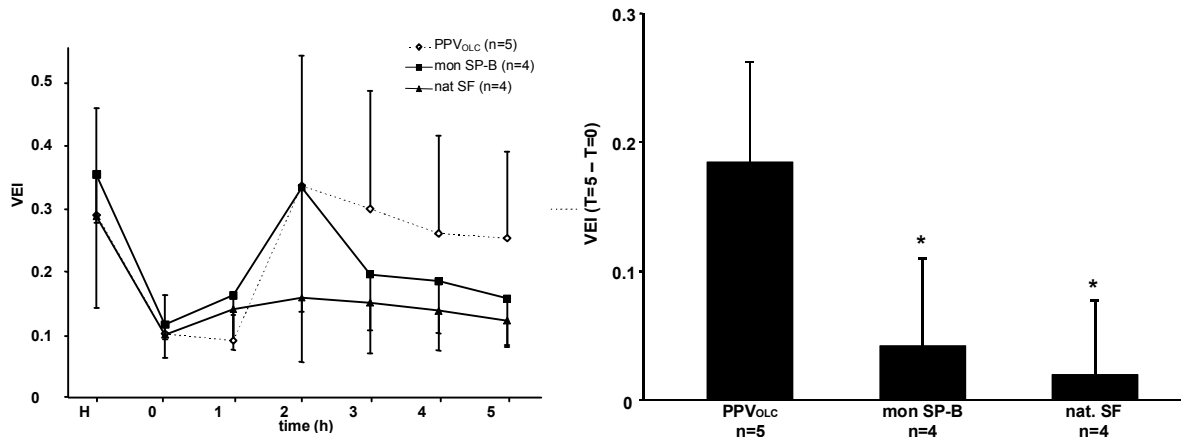 PPVOLC (n=5)
mon SP-B (n=4)
nat SF (n=4)
VEI
0.5
0.4
0.3
0.2
0.1
0
H 0 1 2 3 4 5
time (h)
VEI (T=5 – T=0)
0.3
0.2
0.1
0
*
*
PPVOLC mon SP-B nat. SF
n=5 n=4 n=4